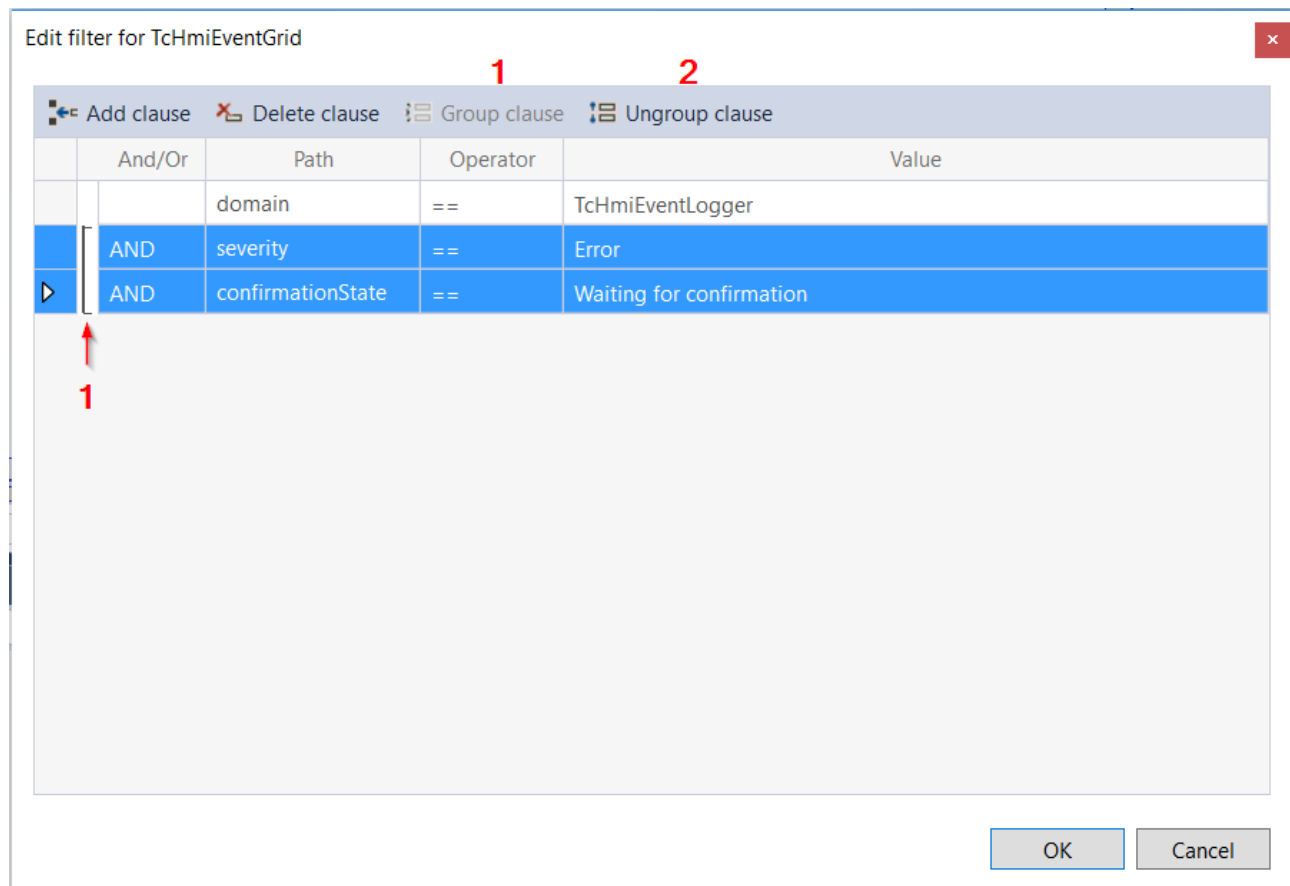 Edit filter for TcHmiEventGrid
×
1 2
Add clause Delete clause Group clause Ungroup clause
And/Or Path Operator Value
domain == TcHmiEventLogger
AND severity == Error
AND confirmationState == Waiting for confirmation
1
OK Cancel